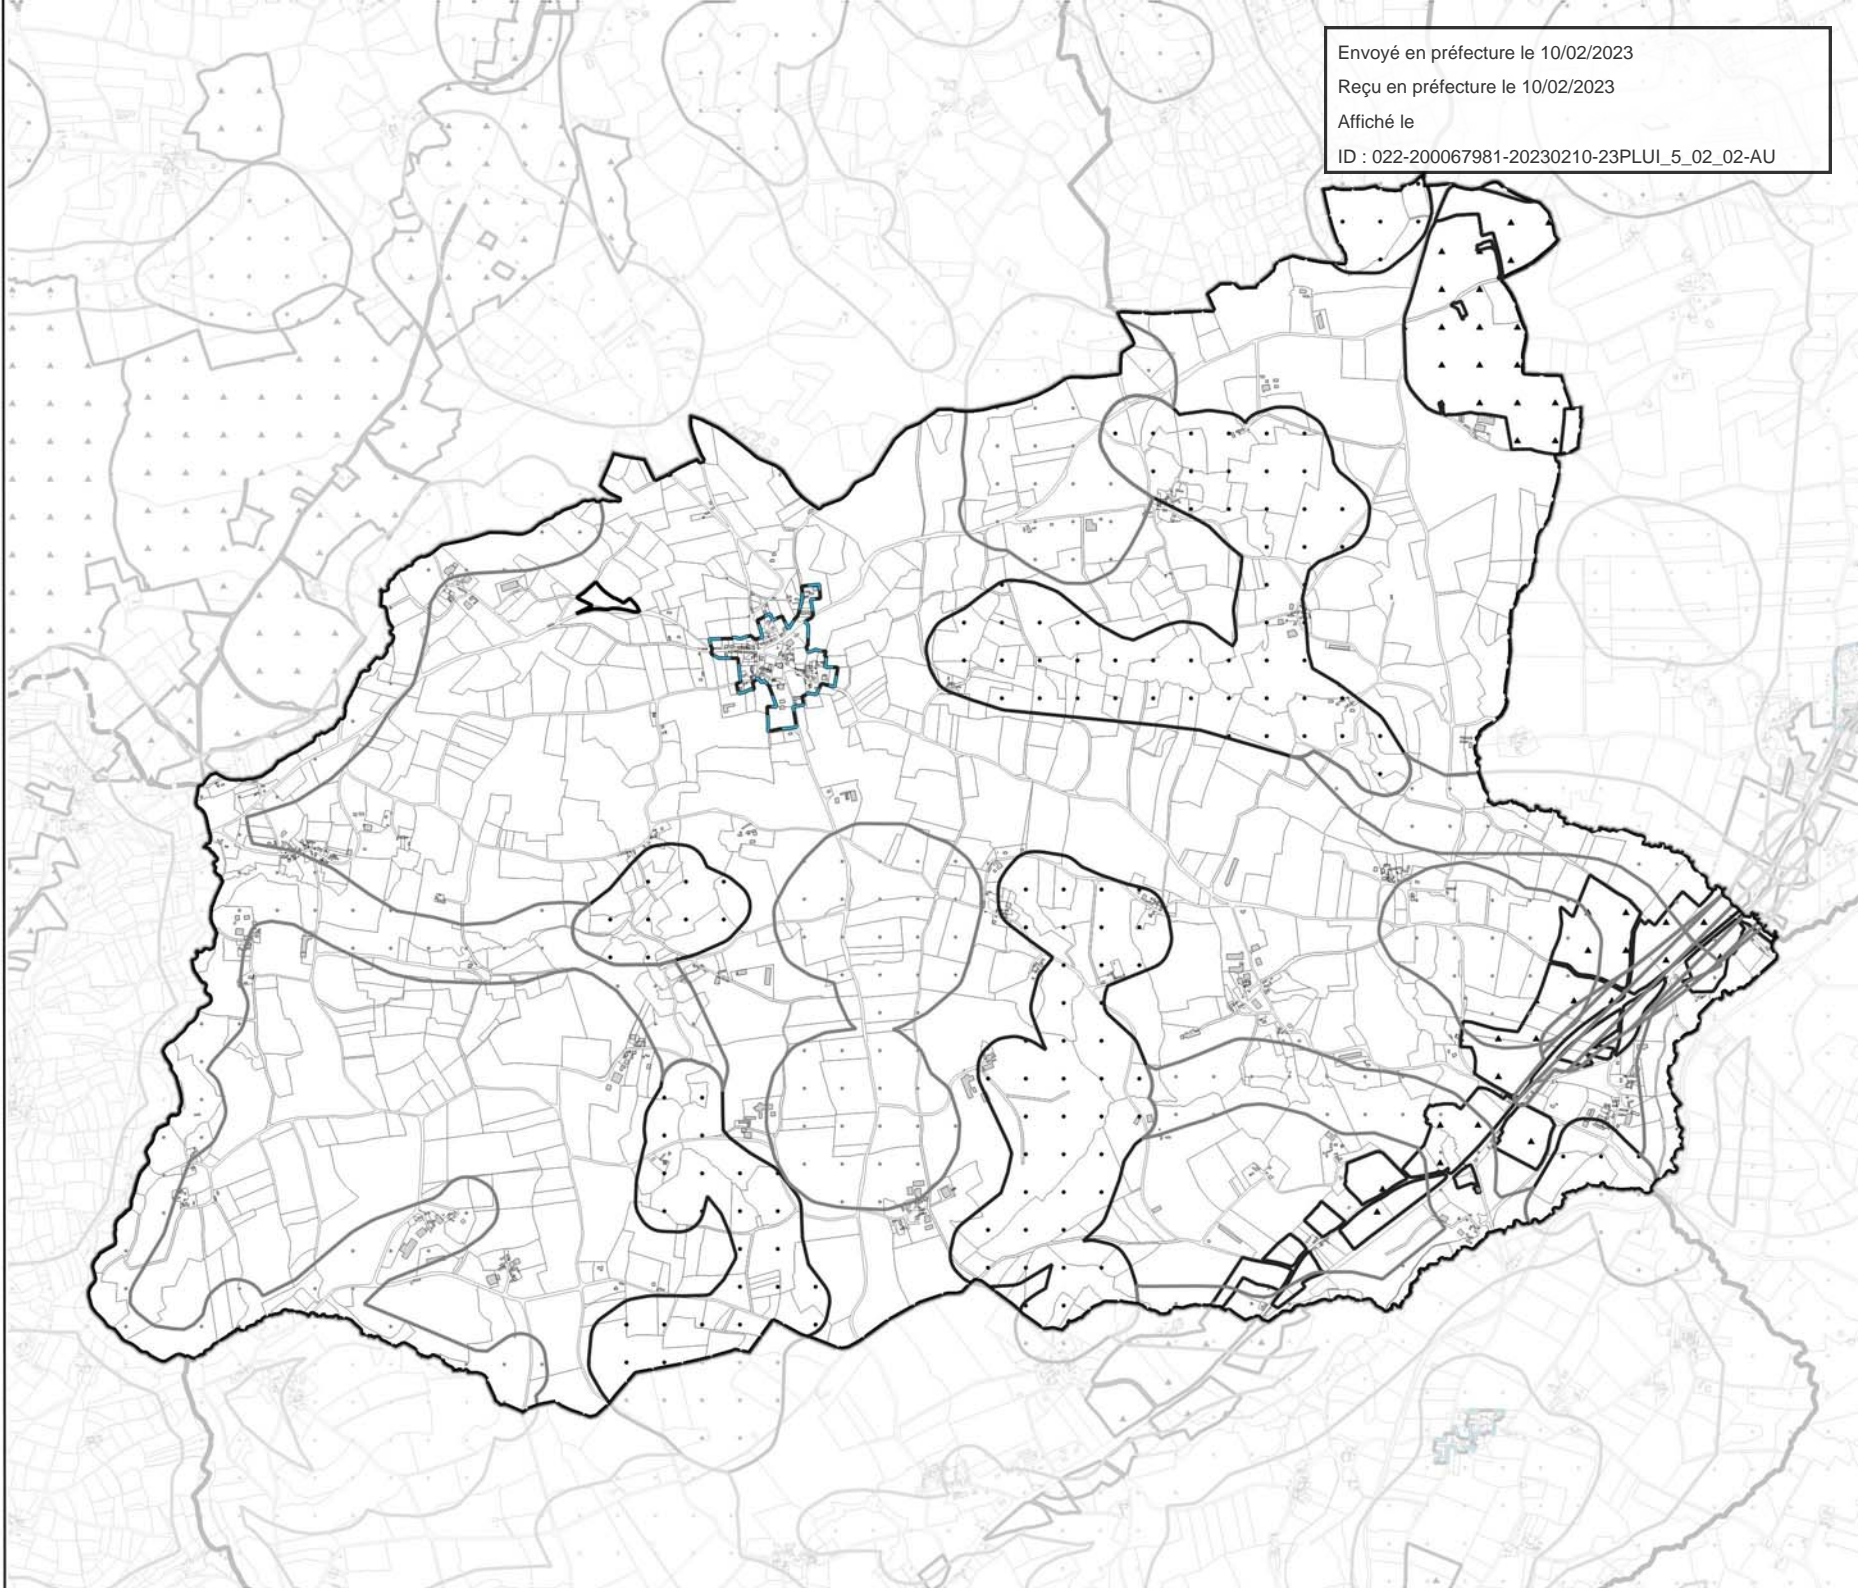 Envoyé en préfecture le 10/02/2023
Reçu en préfecture le 10/02/2023
Affiché le
ID : 022-200067981-20230210-23PLUI_5_02_02-AU